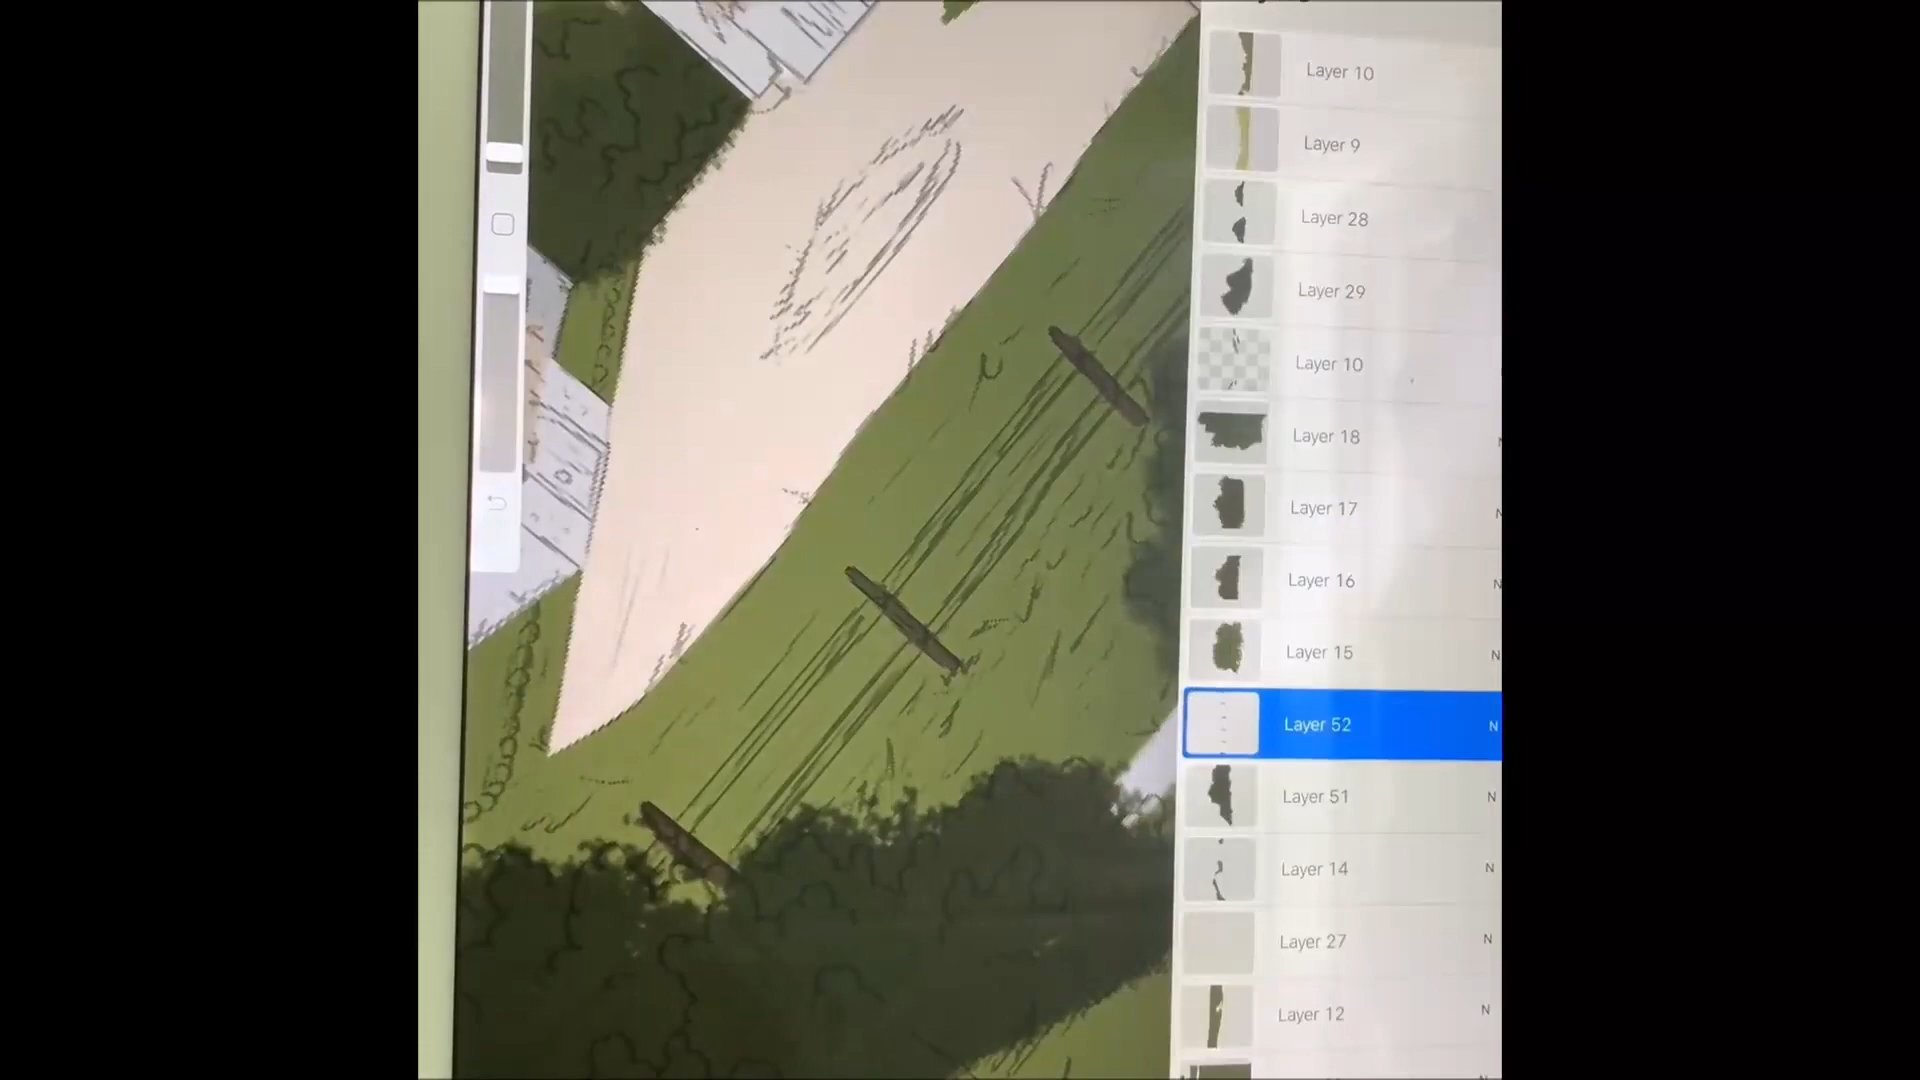 Layer 10
Layer 9
Layer 28
Layer 29
Layer 10
Layer 18
Layer 17
Layer 16 N
Layer 15 N
Layer 52 N
Layer 51 N
Layer 14 N
Layer 27 N
Layer 12 N